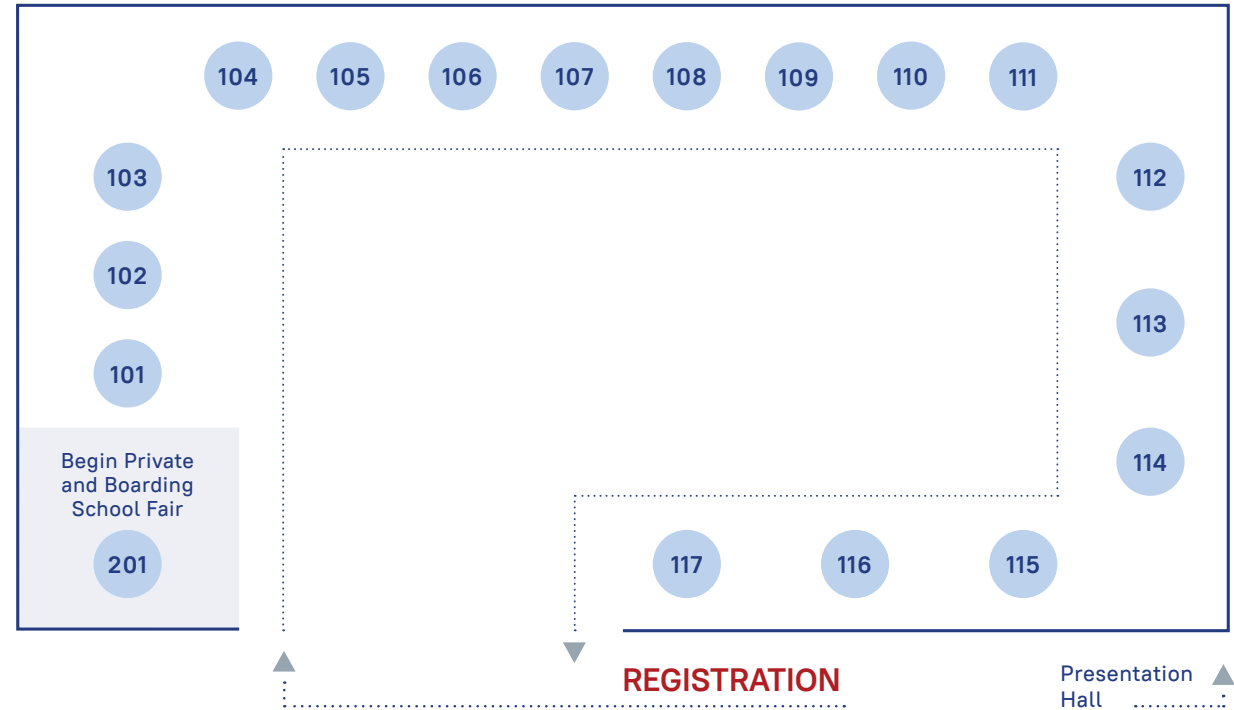 104 105 106 107 108 109 110 111
103
112
102
113
101
Begin Private
and Boarding
School Fair
114
201
117 116 115
REGISTRATION
Presentation
Hall